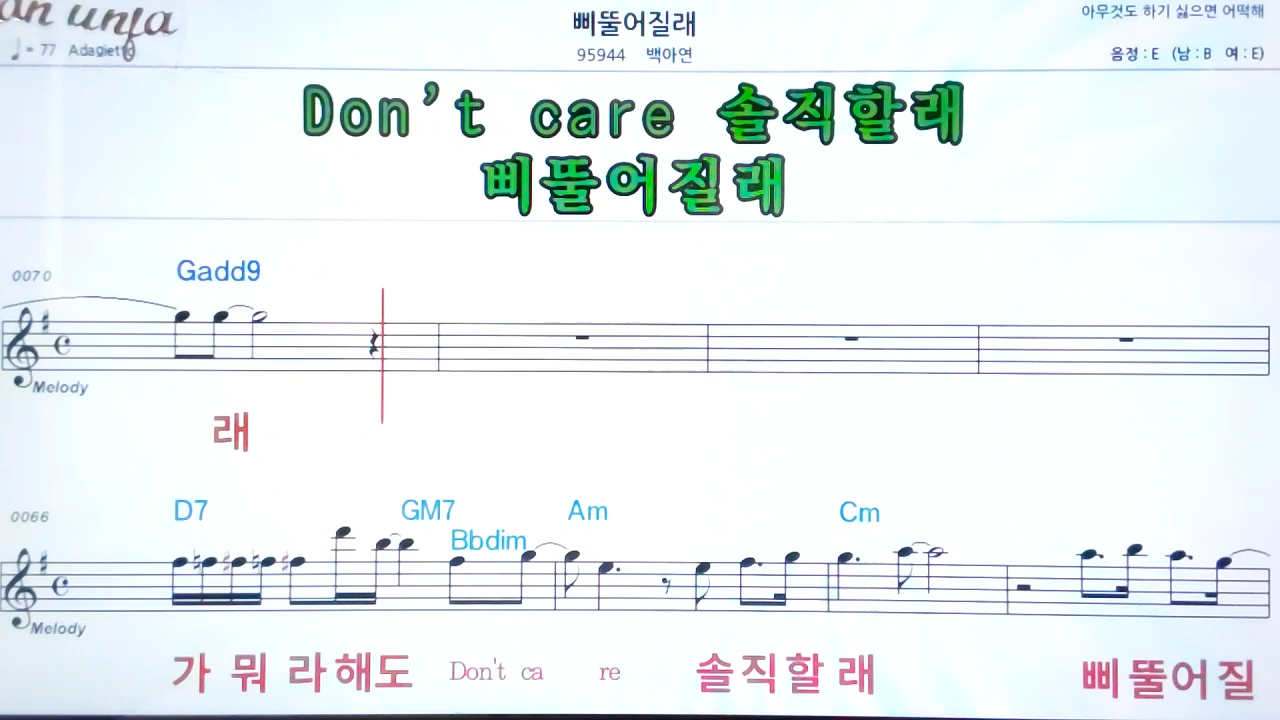 삐뚤어질래
아무것도 하기 싫으면 어떡해
♩= 77 Adagietto
95944 백아연
음정 : E (남 : B 여 : E)
Don't care 솔직할래
삐뚤어질래
0070
Gadd9
Melody
래
0066
D7 GM7 Bbdim Am Cm
Melody
가 뭐 라 해 도 Don't ca re 솔직할 래 삐뚤어질